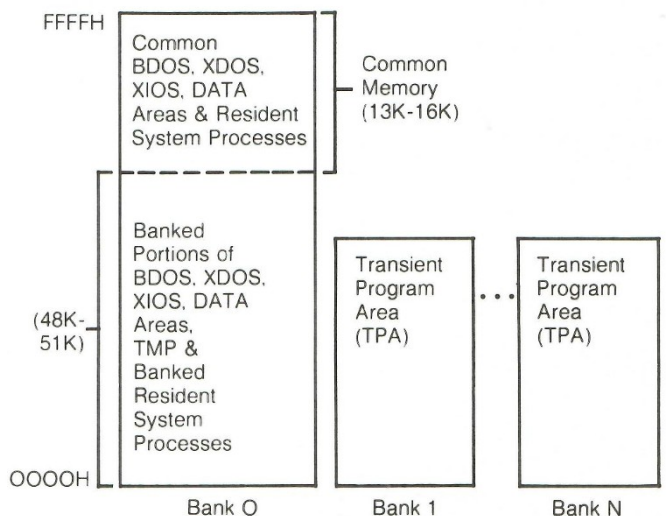 FFFFH
Common
BDOS, XDOS,
XIOS, DATA
Areas & Resident
System Processes
Common
Memory
(13K-16K)
(48K-
51K)
Banked
Portions of
BDOS, XDOS,
XIOS, DATA
Areas,
TMP &
Banked
Resident
System
Processes
Transient
Program
Area
(TPA)
...
Transient
Program
Area
(TPA)
OOOOH
Bank O
Bank 1
Bank N